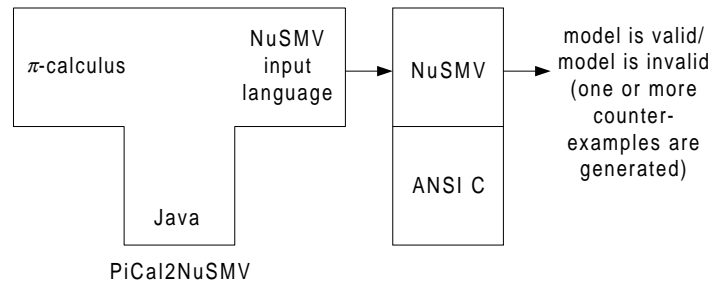 π-calculus
NuSMV
input
language
Java
PiCal2NuSMV
NuSMV
ANSI C
model is valid/
model is invalid
(one or more
counter-
examples are
generated)